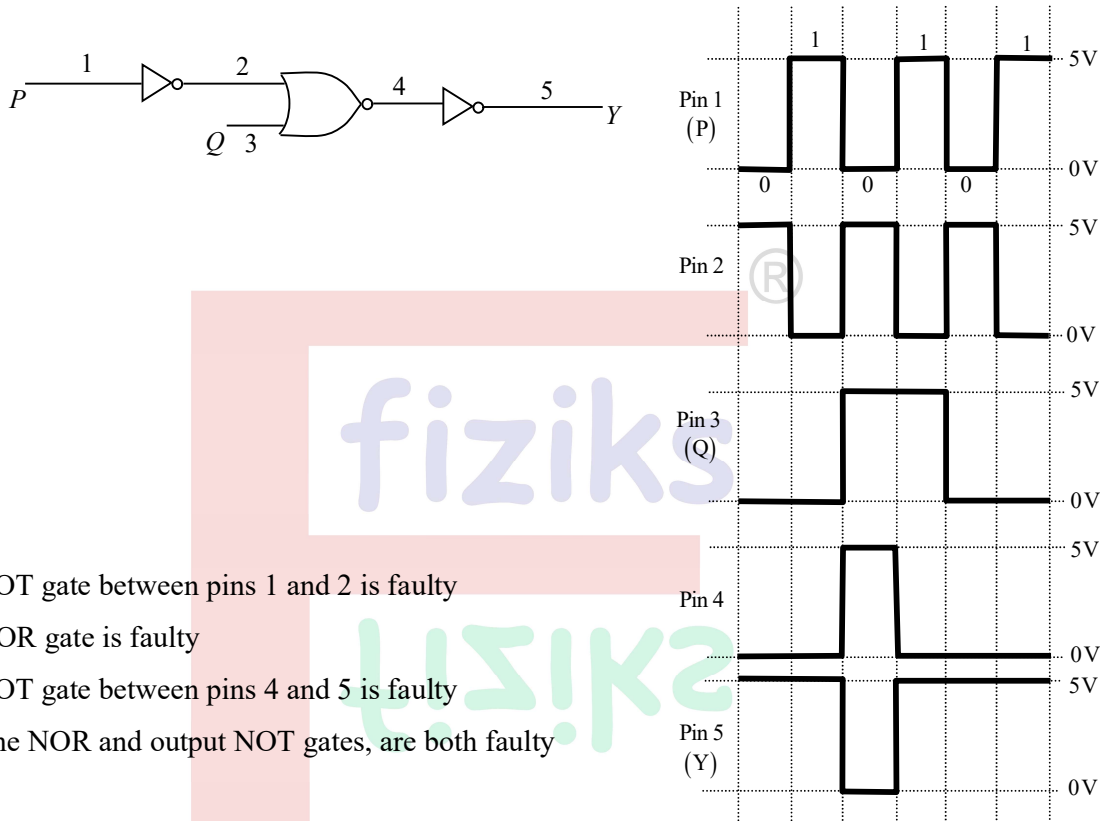 1
2
4
5
P
Q 3
Y
1 1 1
5V
Pin 1
(P)
0V
0 0 0
5V
®
Pin 2
0V
5V
Pin 3
(Q)
0V
5V
Pin 4
0V
5V
Pin 5
(Y)
0V
fiziks
fiziks
OT gate between pins 1 and 2 is faulty
OR gate is faulty
OT gate between pins 4 and 5 is faulty
ne NOR and output NOT gates, are both faulty